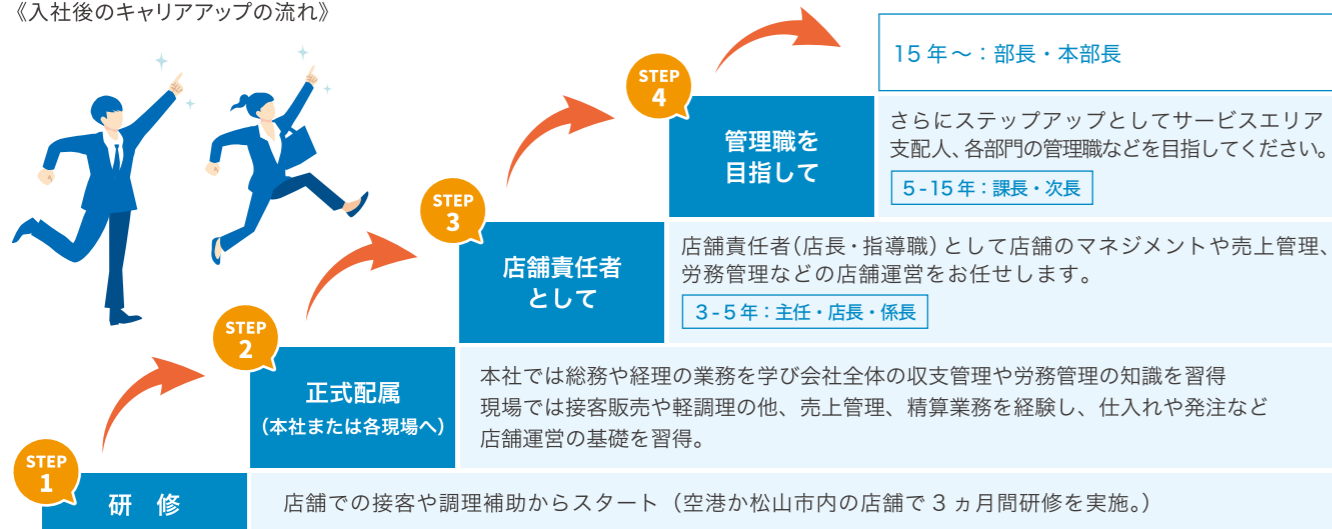 《入社後のキャリアアップの流れ》
15年～：部長・本部長
STEP
4
管理職を
目指して
さらにステップアップとしてサービスエリア
支配人、各部門の管理職などを目指してください。
5-15年：課長・次長
STEP
3
店舗責任者
として
店舗責任者（店長・指導職）として店舗のマネジメントや売上管理、
労務管理などの店舗運営をお任せします。
3-5年：主任・店長・係長
STEP
2
正式配属
（本社または各現場へ）
本社では総務や経理の業務を学び会社全体の収支管理や労務管理の知識を習得
現場では接客販売や軽調理の他、売上管理、精算業務を経験し、仕入れや発注など
店舗運営の基礎を習得。
STEP
1
研　修
店舗での接客や調理補助からスタート（空港か松山市内の店舗で3ヵ月間研修を実施。）